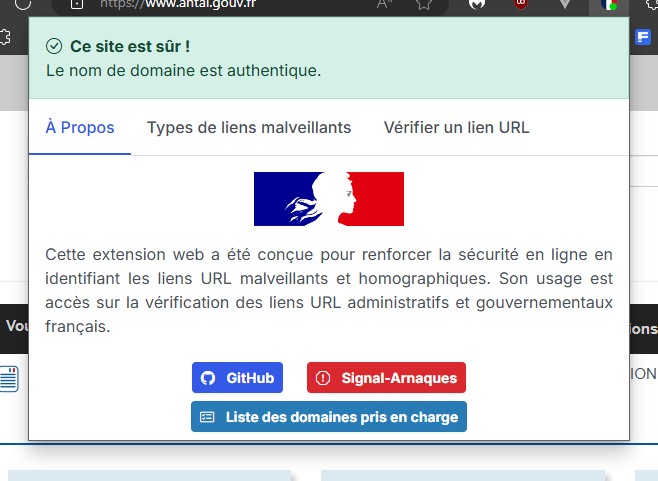 https://www.antai.gouv.fr
Ce site est sûr !
Le nom de domaine est authentique.
À Propos
Types de liens malveillants
Vérifier un lien URL
Cette extension web a été conçue pour renforcer la sécurité en ligne en
identifiant les liens URL malveillants et homographiques. Son usage est
accès sur la vérification des liens URL administratifs et gouvernementaux
français.
GitHub
Signal-Arnaques
Liste des domaines pris en charge
Vou
ions
ION